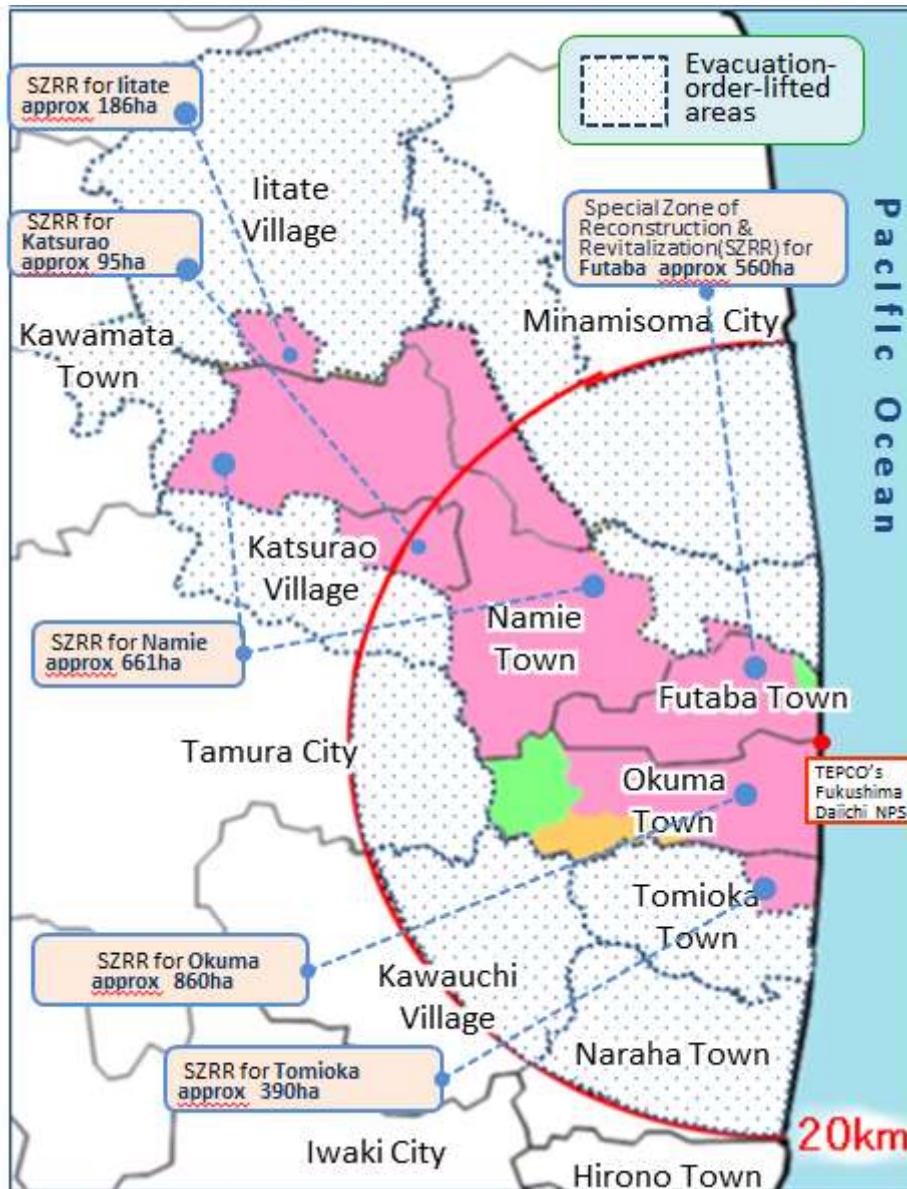 SZRR for Iitate
approx 186ha
Evacuation-
order-lifted
areas
Iitate
Village
SZRR for
Katsurao
approx 95ha
Special Zone of
Reconstruction &
Revitalization(SZRR) for
Futaba approx 560ha
Pacific Ocean
Kawamata
Town
Minamisoma City
Katsurao
Village
Namie
Town
SZRR for Namie
approx 661ha
Futaba Town
Tamura City
Okuma
Town
TEPCO's
Fukushima
Daiichi NPS
Tomioka
Town
SZRR for Okuma
approx 860ha
Kawauchi
Village
SZRR for Tomioka
approx 390ha
Naraha Town
20km
Iwaki City
Hirono Town